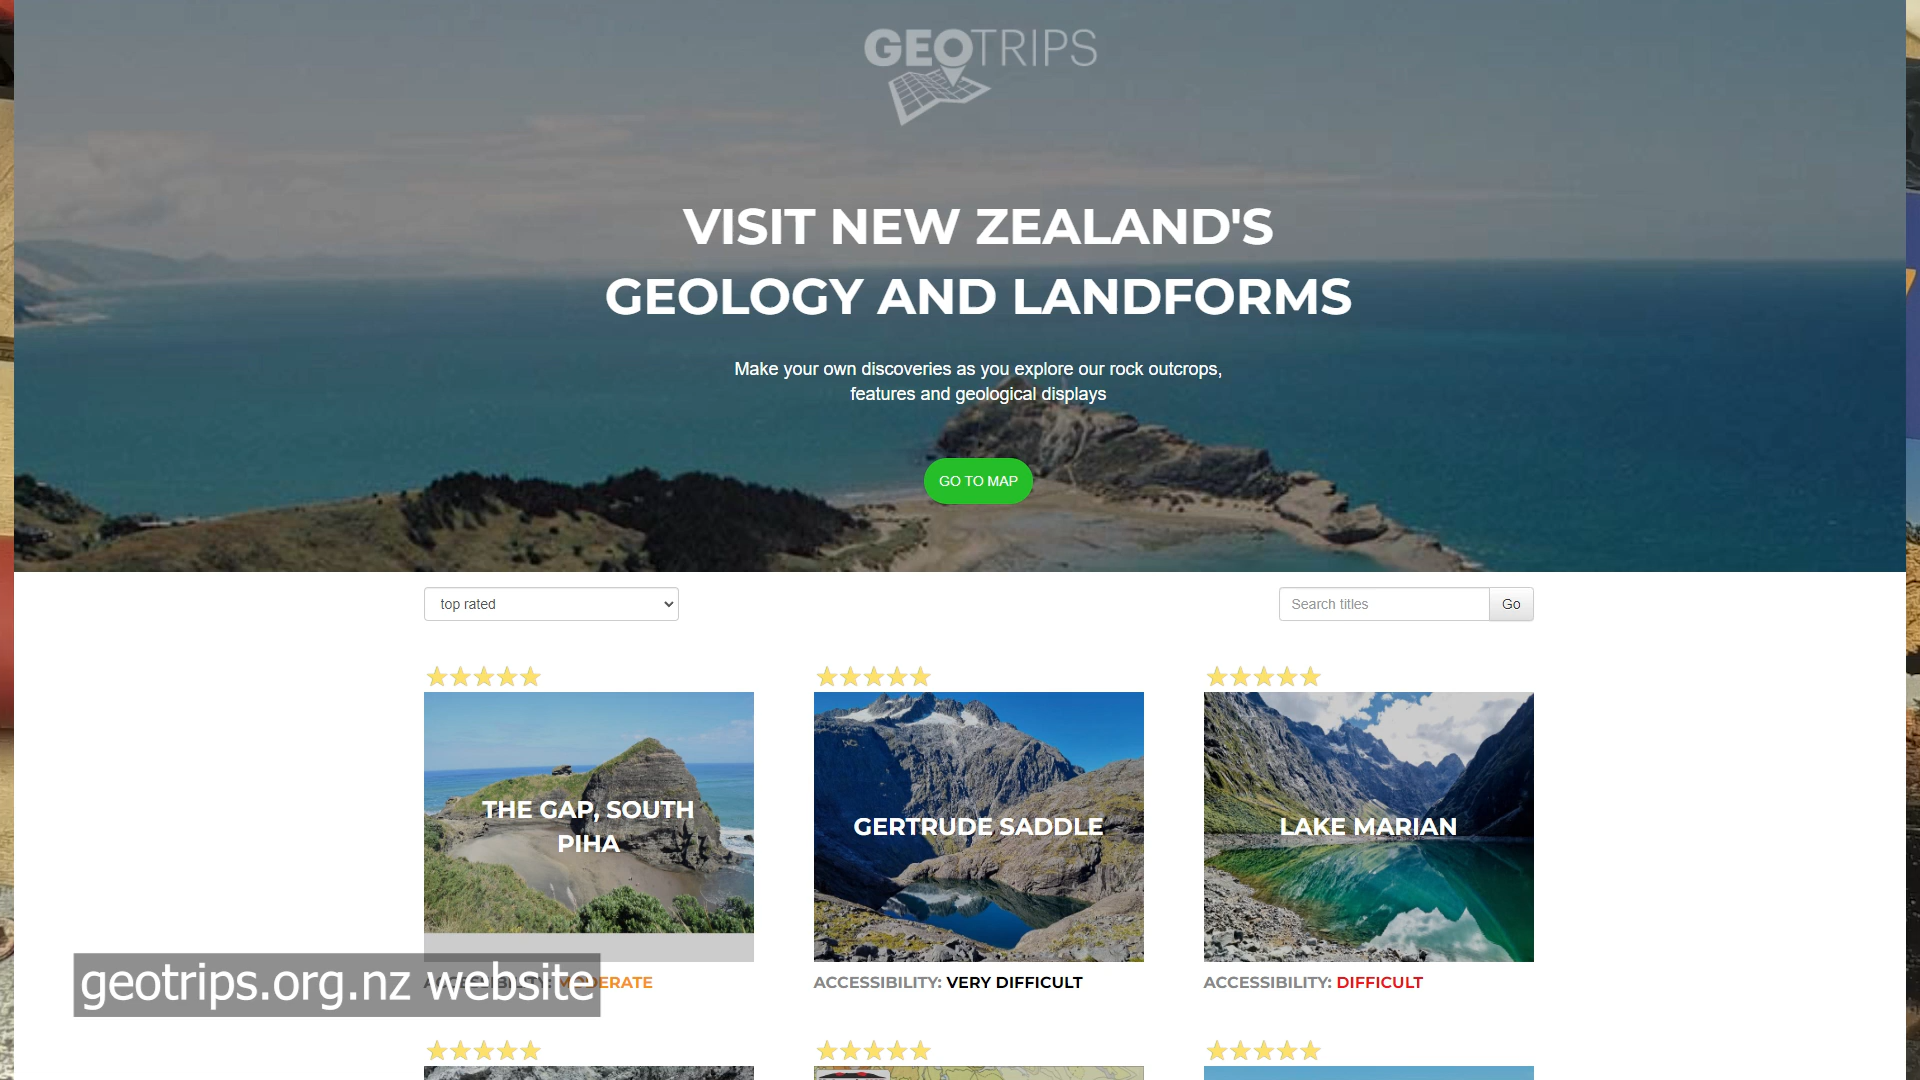 GEOTRIPS
VISIT NEW ZEALAND'S
GEOLOGY AND LANDFORMS
Make your own discoveries as you explore our rock outcrops,
features and geological displays
GO TO MAP
top rated
Search titles
Go
THE GAP, SOUTH
PIHA
GERTRUDE SADDLE
LAKE MARIAN
ACCESSIBILITY: MODERATE
ACCESSIBILITY: VERY DIFFICULT
ACCESSIBILITY: DIFFICULT
geotrips.org.nz website